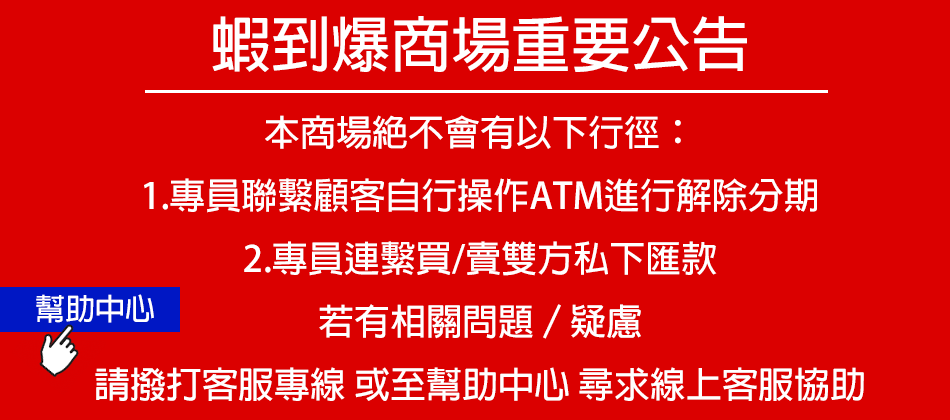 蝦到爆商場重要公告
本商場絕不會有以下行徑：
1.專員聯繫顧客自行操作ATM進行解除分期
2.專員連繫買/賣雙方私下匯款
幫助中心
若有相關問題 / 疑慮
請撥打客服專線 或至幫助中心 尋求線上客服協助